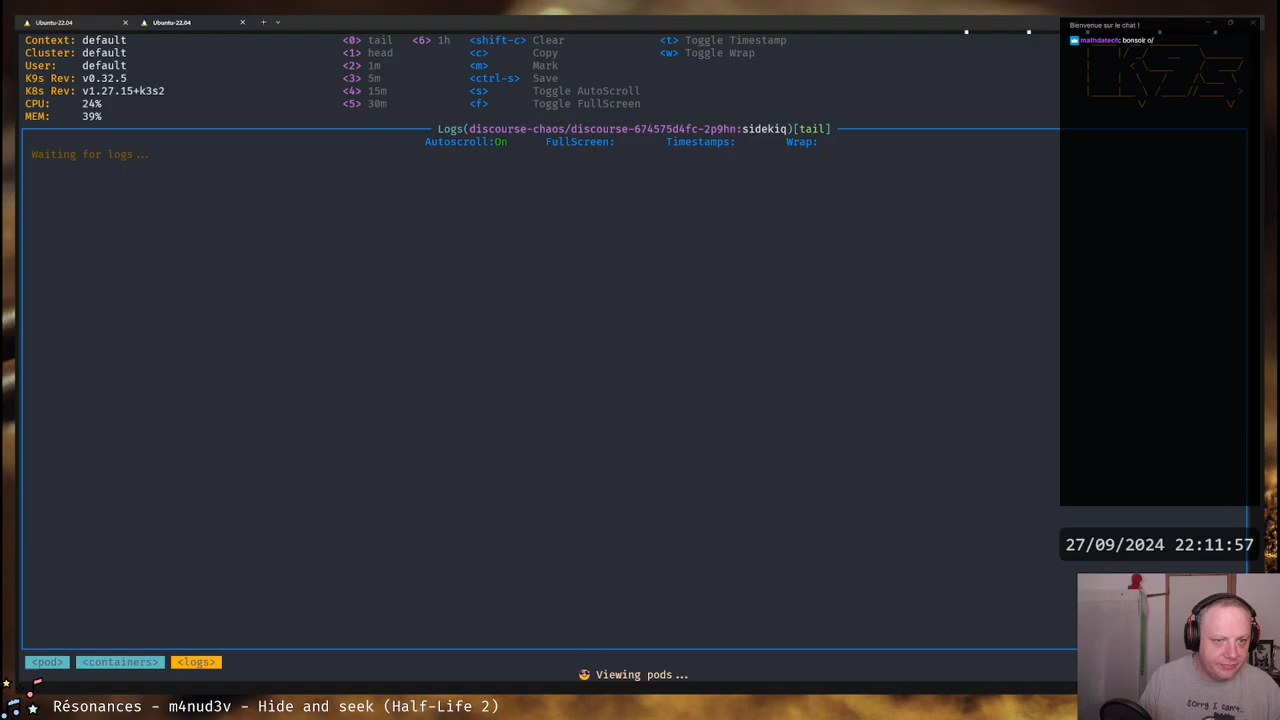 Ubuntu-22.04 × Ubuntu-22.04 × + ⌄
Context: default <0> tail <6> 1h <shift-c> Clear <t> Toggle Timestamp
Cluster: default <1> head <c> Copy <w> Toggle Wrap
User: default <2> 1m <m> Mark
K9s Rev: v0.32.5 <3> 5m <ctrl-s> Save
K8s Rev: v1.27.15+k3s2 <4> 15m <s> Toggle AutoScroll
CPU: 24% <5> 30m <f> Toggle FullScreen
MEM: 39%
Bienvenue sur le chat !
mathdatech: bonsoir o/
Logs(discourse-chaos/discourse-674575d4fc-2p9hn:sidekiq)[tail]
Autoscroll:On FullScreen: Timestamps: Wrap:
Waiting for logs...
27/09/2024 22:11:57
<pod> <containers> <logs>
Viewing pods...
Résonances - m4nud3v - Hide and seek (Half-Life 2)
SORRY I CAN'T...